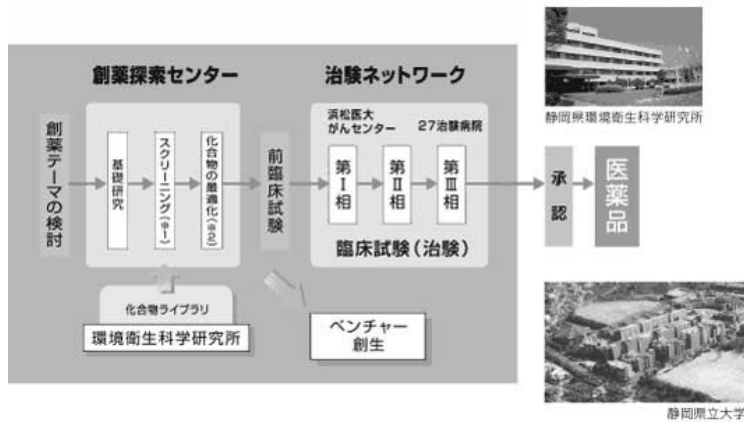 創薬探索センター
治験ネットワーク
創薬テーマの検討
基礎研究
スクリーニング(※1)
化合物の最適化(※2)
前臨床試験
浜松医大
がんセンター
27治験病院
第Ⅰ相
第Ⅱ相
第Ⅲ相
臨床試験(治験)
承認
医薬品
化合物ライブラリ
環境衛生科学研究所
ベンチャー
創生
静岡県環境衛生科学研究所
静岡県立大学